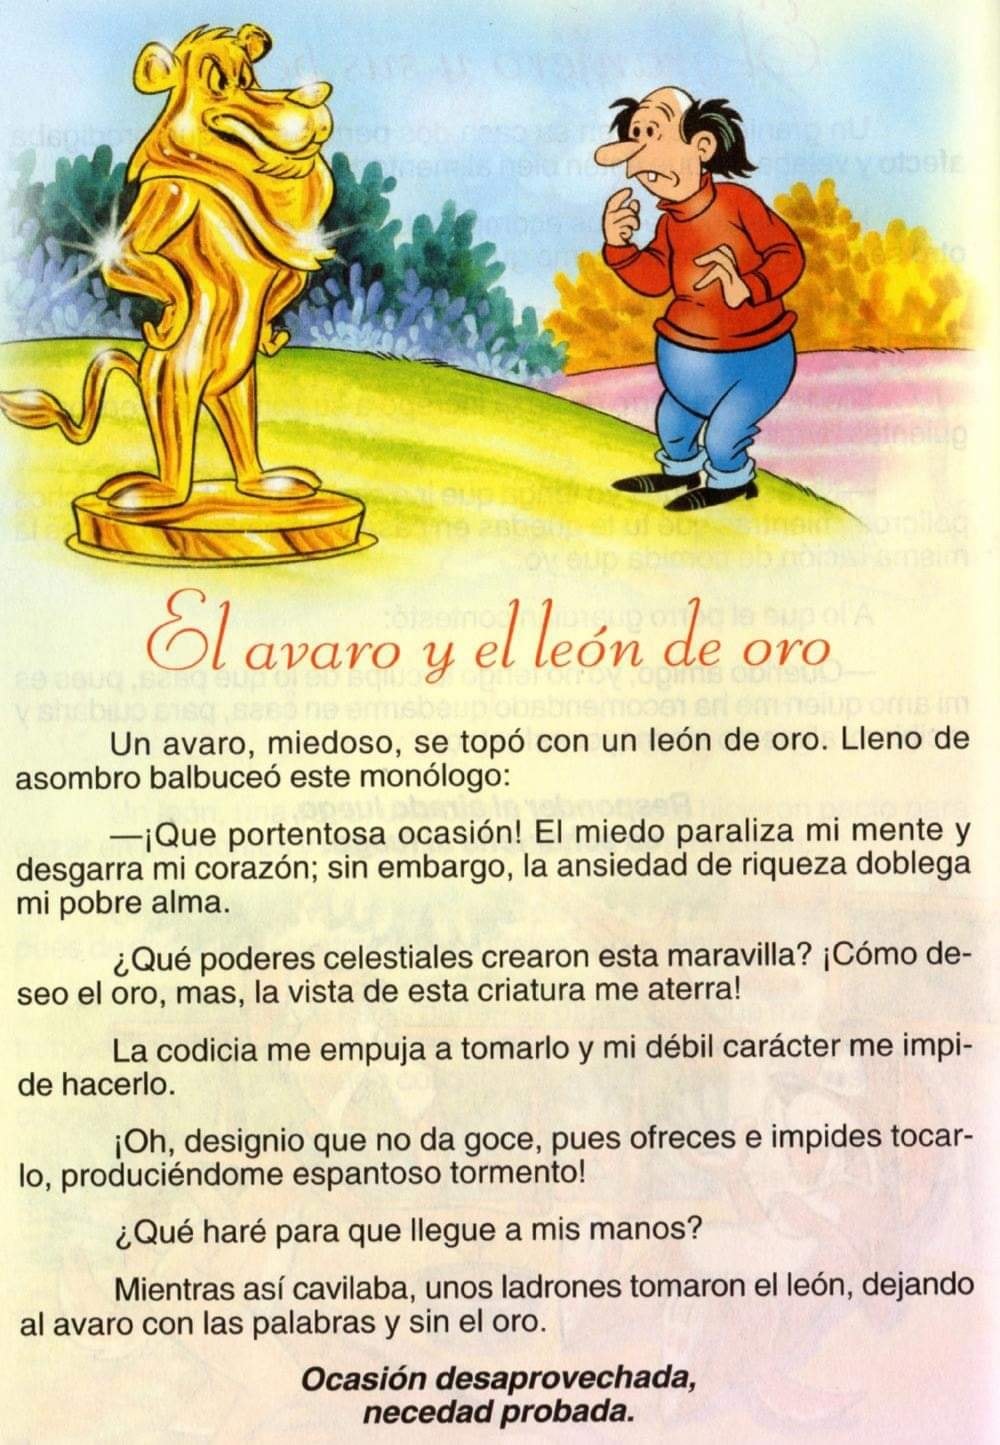 El avaro y el león de oro
Un avaro, miedoso, se topó con un león de oro. Lleno de
asombro balbuceó este monólogo:
—¡Que portentosa ocasión! El miedo paraliza mi mente y
desgarra mi corazón; sin embargo, la ansiedad de riqueza doblega
mi pobre alma.
¿Qué poderes celestiales crearon esta maravilla? ¡Cómo de-
seo el oro, mas, la vista de esta criatura me aterra!
La codicia me empuja a tomarlo y mi débil carácter me impi-
de hacerlo.
¡Oh, designio que no da goce, pues ofreces e impides tocar-
lo, produciéndome espantoso tormento!
¿Qué haré para que llegue a mis manos?
Mientras así cavilaba, unos ladrones tomaron el león, dejando
al avaro con las palabras y sin el oro.
Ocasión desaprovechada,
necedad probada.